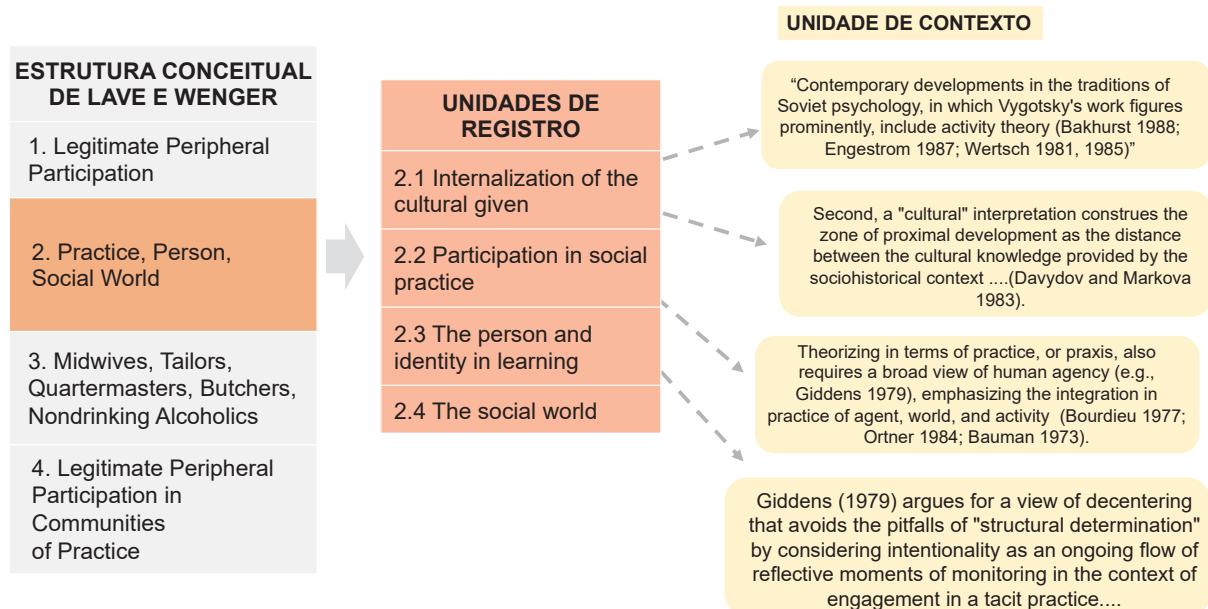 UNIDADE DE CONTEXTO
ESTRUTURA CONCEITUAL
DE LAVE E WENGER
1. Legitimate Peripheral
Participation
2. Practice, Person,
Social World
3. Midwives, Tailors,
Quartermasters, Butchers,
Nondrinking Alcoholics
4. Legitimate Peripheral
Participation in
Communities
of Practice
UNIDADES DE
REGISTRO
2.1 Internalization of the
cultural given
2.2 Participation in social
practice
2.3 The person and
identity in learning
2.4 The social world
“Contemporary developments in the traditions of
Soviet psychology, in which Vygotsky's work figures
prominently, include activity theory (Bakhurst 1988;
Engestrom 1987; Wertsch 1981, 1985)”
Second, a "cultural" interpretation construes the
zone of proximal development as the distance
between the cultural knowledge provided by the
sociohistorical context ....(Davydov and Markova
1983).
Theorizing in terms of practice, or praxis, also
requires a broad view of human agency (e.g.,
Giddens 1979), emphasizing the integration in
practice of agent, world, and activity (Bourdieu 1977;
Ortner 1984; Bauman 1973).
Giddens (1979) argues for a view of decentering
that avoids the pitfalls of "structural determination"
by considering intentionality as an ongoing flow of
reflective moments of monitoring in the context of
engagement in a tacit practice....